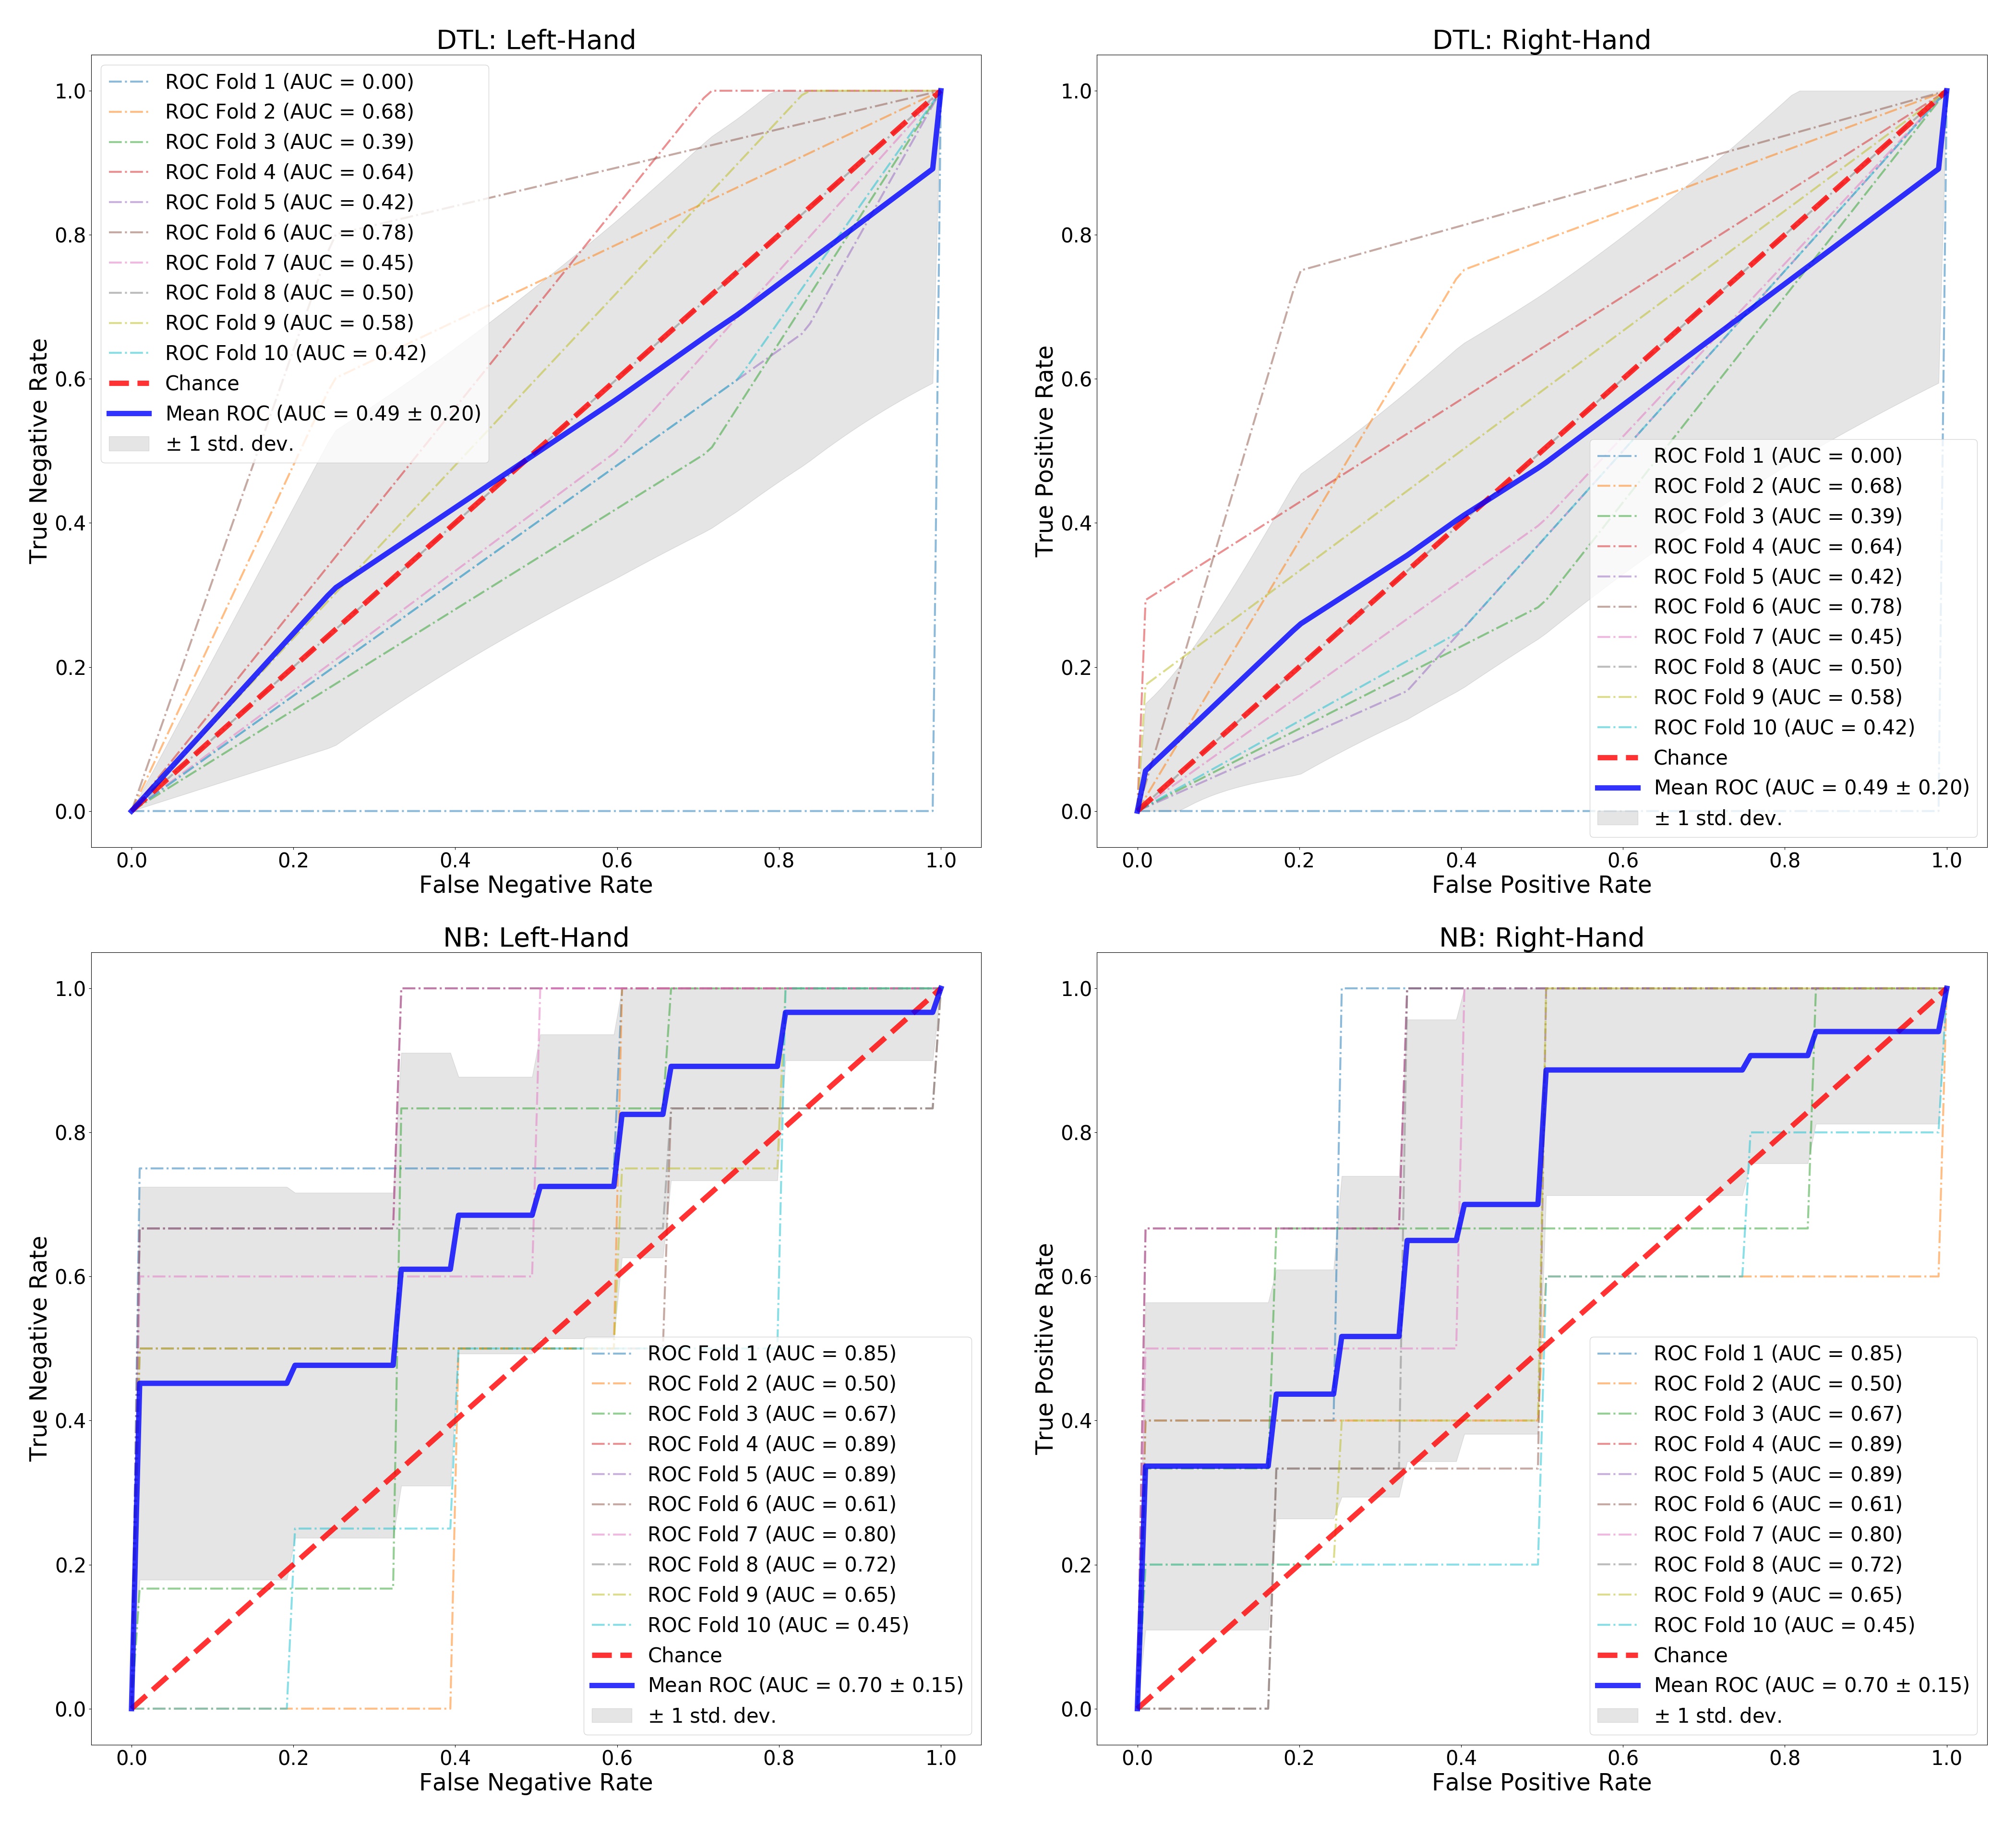 DTL: Left-Hand
1.0
0.8
0.6
0.4
0.2
0.0
True Negative Rate
ROC Fold 1 (AUC = 0.00)
ROC Fold 2 (AUC = 0.68)
ROC Fold 3 (AUC = 0.39)
ROC Fold 4 (AUC = 0.64)
ROC Fold 5 (AUC = 0.42)
ROC Fold 6 (AUC = 0.78)
ROC Fold 7 (AUC = 0.45)
ROC Fold 8 (AUC = 0.50)
ROC Fold 9 (AUC = 0.58)
ROC Fold 10 (AUC = 0.42)
Chance
Mean ROC (AUC = 0.49 ± 0.20)
± 1 std. dev.
0.0 0.2 0.4 0.6 0.8 1.0
False Negative Rate
DTL: Right-Hand
1.0
0.8
0.6
0.4
0.2
0.0
True Positive Rate
ROC Fold 1 (AUC = 0.00)
ROC Fold 2 (AUC = 0.68)
ROC Fold 3 (AUC = 0.39)
ROC Fold 4 (AUC = 0.64)
ROC Fold 5 (AUC = 0.42)
ROC Fold 6 (AUC = 0.78)
ROC Fold 7 (AUC = 0.45)
ROC Fold 8 (AUC = 0.50)
ROC Fold 9 (AUC = 0.58)
ROC Fold 10 (AUC = 0.42)
Chance
Mean ROC (AUC = 0.49 ± 0.20)
± 1 std. dev.
0.0 0.2 0.4 0.6 0.8 1.0
False Positive Rate
NB: Left-Hand
1.0
0.8
0.6
0.4
0.2
0.0
True Negative Rate
ROC Fold 1 (AUC = 0.85)
ROC Fold 2 (AUC = 0.50)
ROC Fold 3 (AUC = 0.67)
ROC Fold 4 (AUC = 0.89)
ROC Fold 5 (AUC = 0.89)
ROC Fold 6 (AUC = 0.61)
ROC Fold 7 (AUC = 0.80)
ROC Fold 8 (AUC = 0.72)
ROC Fold 9 (AUC = 0.65)
ROC Fold 10 (AUC = 0.45)
Chance
Mean ROC (AUC = 0.70 ± 0.15)
± 1 std. dev.
0.0 0.2 0.4 0.6 0.8 1.0
False Negative Rate
NB: Right-Hand
1.0
0.8
0.6
0.4
0.2
0.0
True Positive Rate
ROC Fold 1 (AUC = 0.85)
ROC Fold 2 (AUC = 0.50)
ROC Fold 3 (AUC = 0.67)
ROC Fold 4 (AUC = 0.89)
ROC Fold 5 (AUC = 0.89)
ROC Fold 6 (AUC = 0.61)
ROC Fold 7 (AUC = 0.80)
ROC Fold 8 (AUC = 0.72)
ROC Fold 9 (AUC = 0.65)
ROC Fold 10 (AUC = 0.45)
Chance
Mean ROC (AUC = 0.70 ± 0.15)
± 1 std. dev.
0.0 0.2 0.4 0.6 0.8 1.0
False Positive Rate